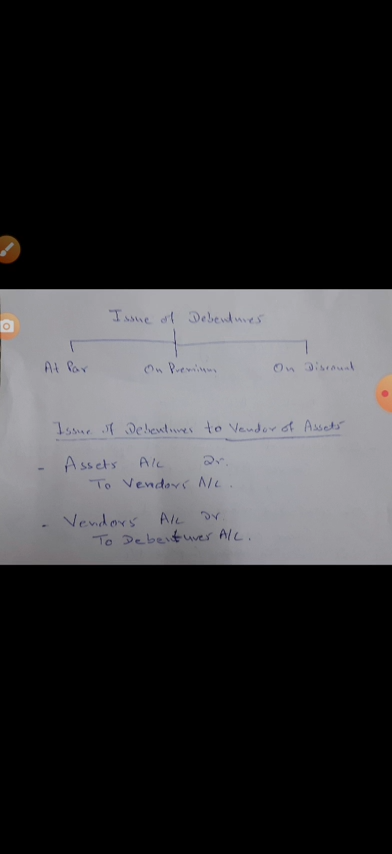 Issue of Debentures
At Par On Premium On Discount
Issue of Debentures to Vendor of Assets
- Assets A/c Dr.
To Vendors A/c.
- Vendors A/c Dr
To Debentures A/c.